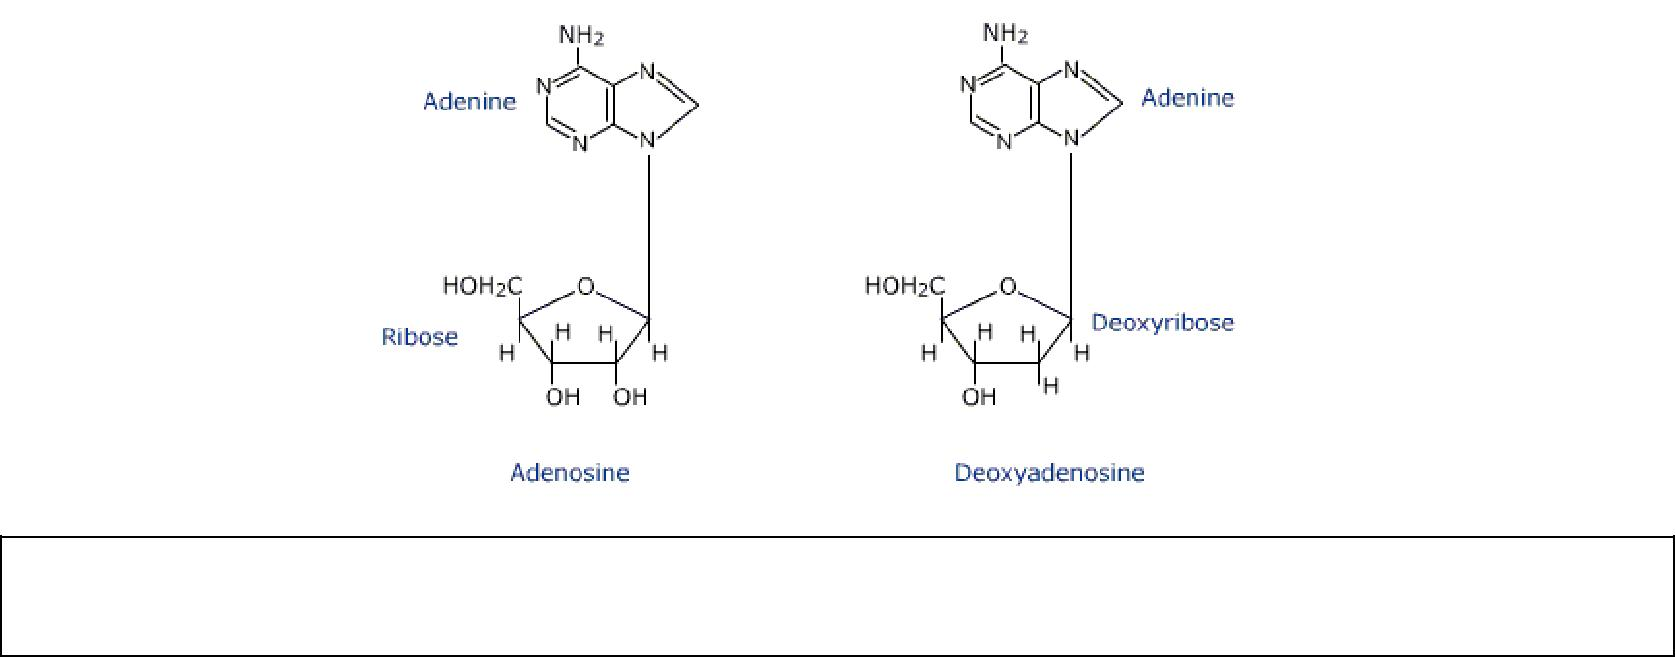 NH2 NH2
N N N N
Adenine Adenine
N N N N
HOH2C O HOH2C O
Ribose H H H H H H Deoxyribose
H H H H
OH OH OH
Adenosine Deoxyadenosine